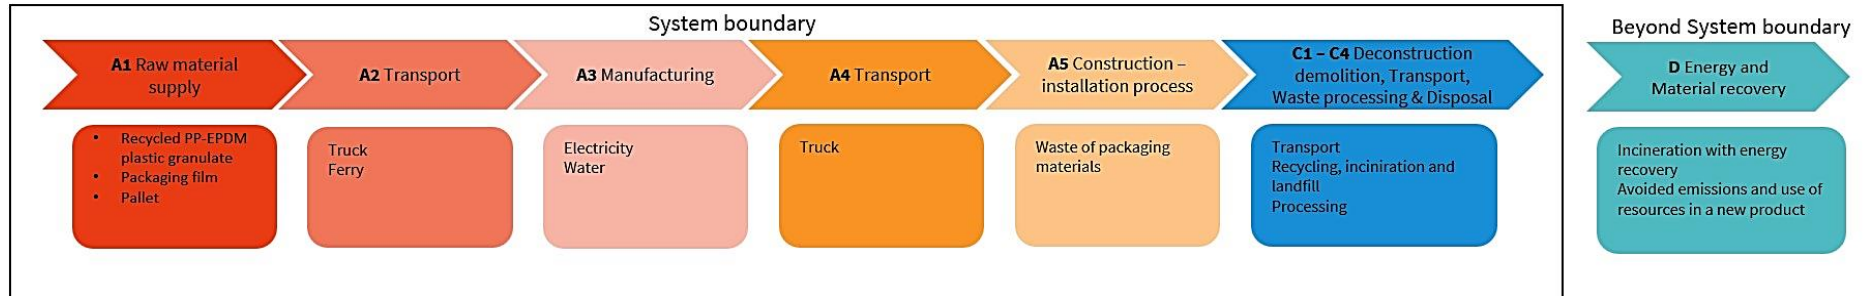 System boundary
Beyond System boundary
A1 Raw material
supply
A2 Transport
A3 Manufacturing
A4 Transport
A5 Construction –
installation process
C1 – C4 Deconstruction
demolition, Transport,
Waste processing & Disposal
D Energy and
Material recovery
• Recycled PP-EPDM
plastic granulate
• Packaging film
• Pallet
Truck
Ferry
Electricity
Water
Truck
Waste of packaging
materials
Transport
Recycling, inciniration and
landfill
Processing
Incineration with energy
recovery
Avoided emissions and use of
resources in a new product